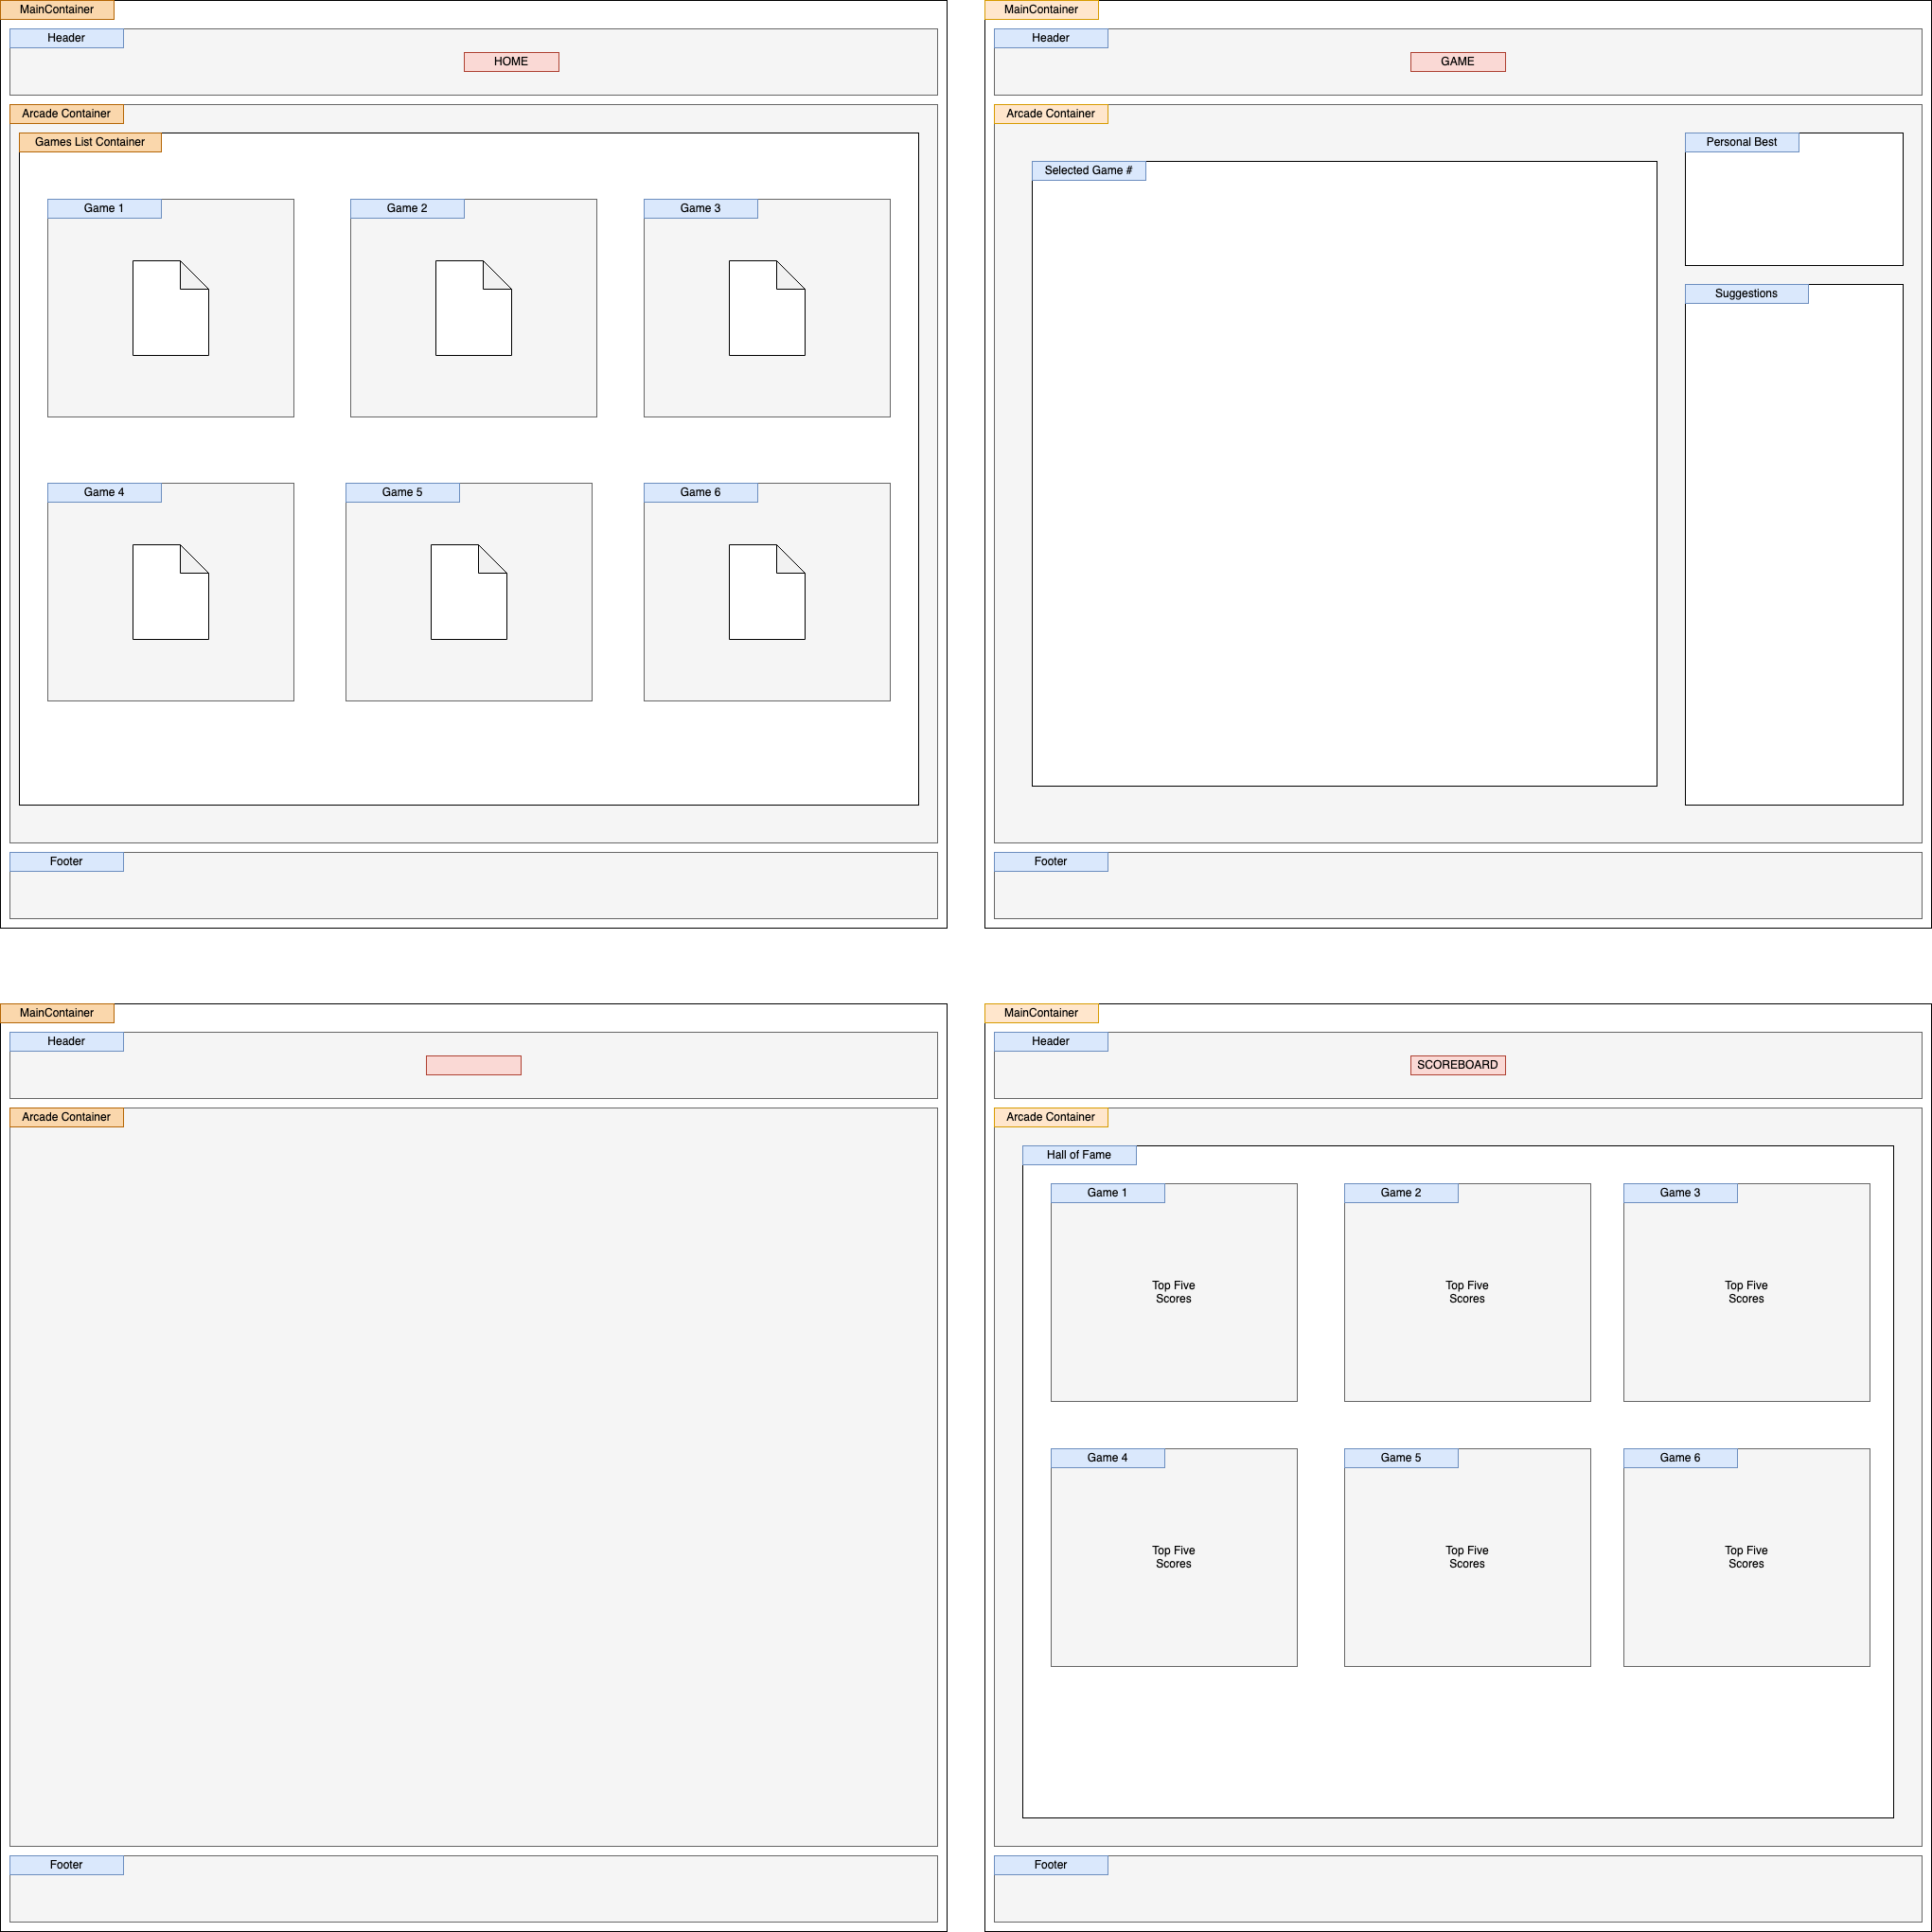 MainContainer
Header
HOME
Arcade Container
Games List Container
Game 1
Game 2
Game 3
Game 4
Game 5
Game 6
Footer
MainContainer
Header
GAME
Arcade Container
Selected Game #
Personal Best
Suggestions
Footer
MainContainer
Header
Arcade Container
Footer
MainContainer
Header
SCOREBOARD
Arcade Container
Hall of Fame
Game 1
Top Five
Scores
Game 2
Top Five
Scores
Game 3
Top Five
Scores
Game 4
Top Five
Scores
Game 5
Top Five
Scores
Game 6
Top Five
Scores
Footer